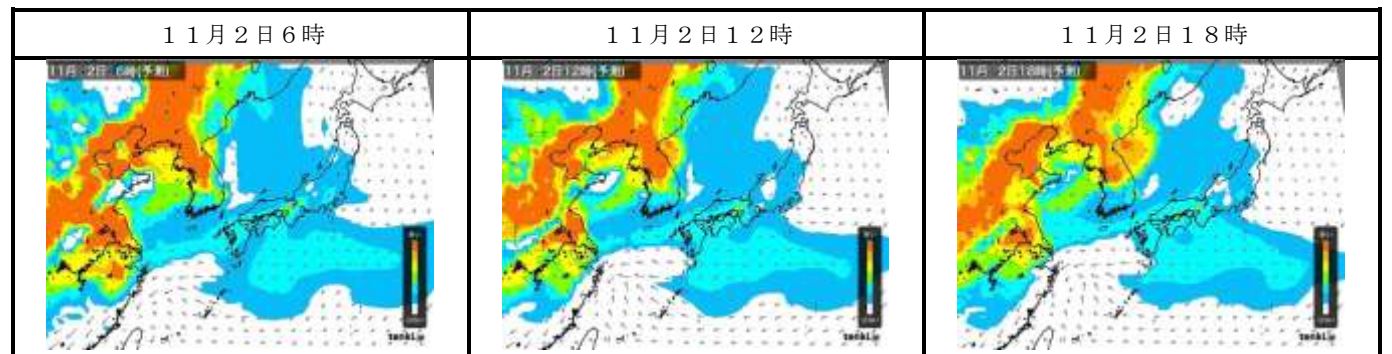 11月2日6時
11月2日12時
11月2日18時
11月 2日 6時(予測)
11月 2日12時(予測)
11月 2日18時(予測)
tenki.jp
tenki.jp
tenki.jp